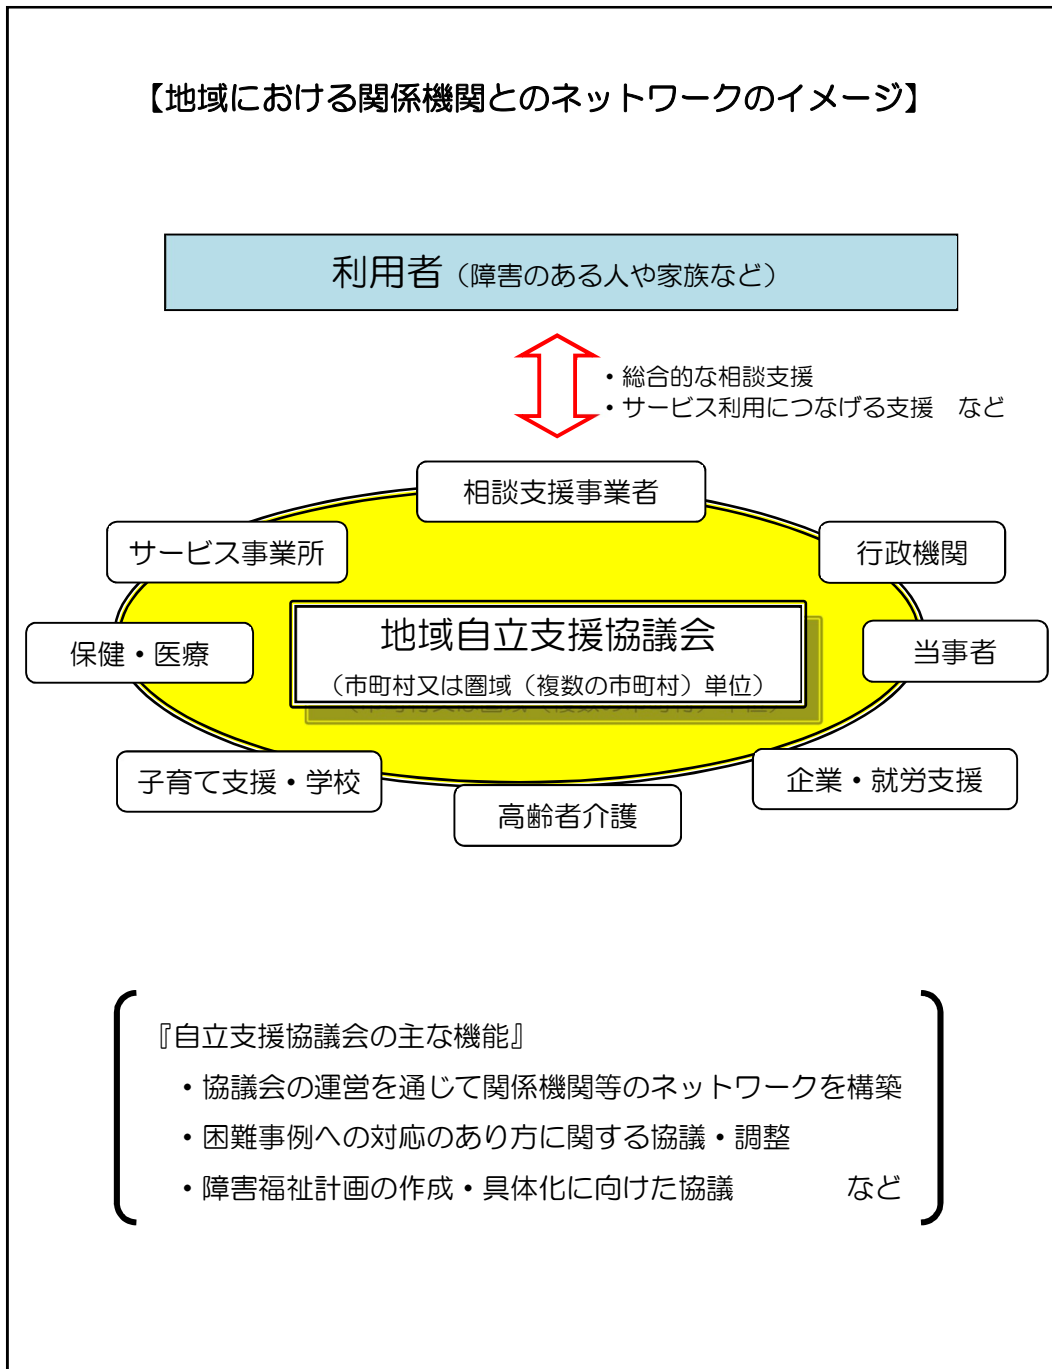 【地域における関係機関とのネットワークのイメージ】
利用者（障害のある人や家族など）
・総合的な相談支援
・サービス利用につなげる支援　など
相談支援事業者
サービス事業所
行政機関
地域自立支援協議会
（市町村又は圏域（複数の市町村）単位）
保健・医療
当事者
子育て支援・学校
企業・就労支援
高齢者介護
『自立支援協議会の主な機能』
・協議会の運営を通じて関係機関等のネットワークを構築
・困難事例への対応のあり方に関する協議・調整
・障害福祉計画の作成・具体化に向けた協議　　　　など